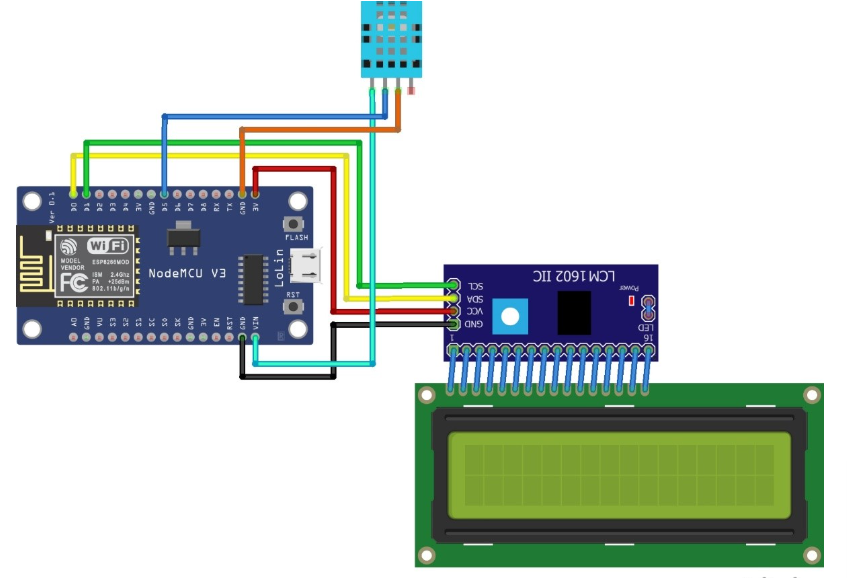 D0 D1 D2 D3 D4 3V GND D5 D6 D7 D8 RX TX GND 3V
Ver 0.1
WiFi
MODEL
VENDOR
ESP8266MOD
FC
ISM 2.4Ghz
PA +25dBm
802.11b/g/n
NodeMCU V3
FLASH
LoLin
RST
A0 GND VU S3 S2 S1 SC S0 SK GND 3V EN RST GND VIN
LCM1602 IIC
SCL
SDA
VCC
GND
Power
LED
1
16